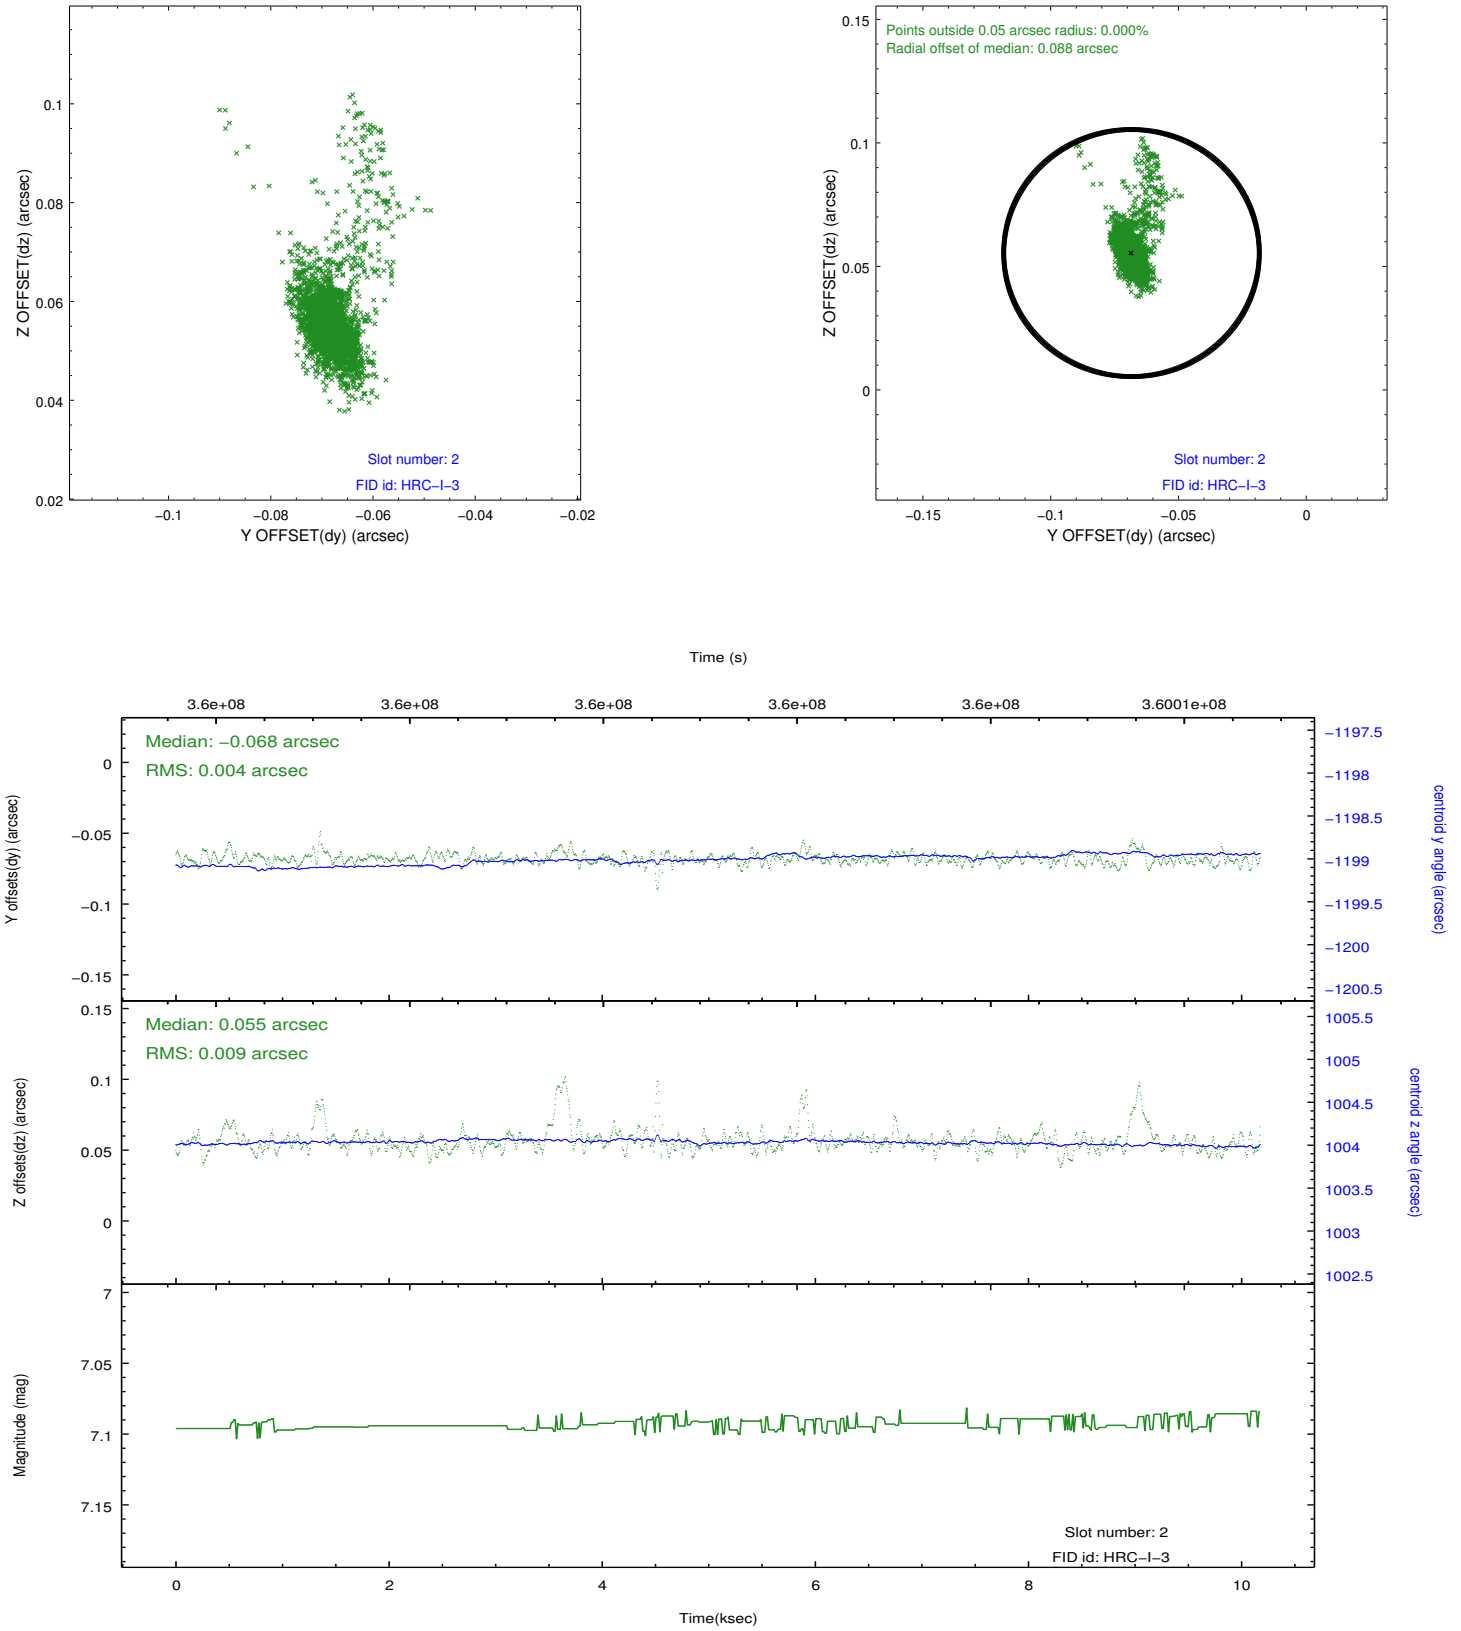 0.1
0.08
0.06
0.04
0.02
Z OFFSET(dz) (arcsec)
−0.1
−0.08
−0.06
−0.04
−0.02
Y OFFSET(dy) (arcsec)
Slot number: 2
FID id: HRC−I−3
Points outside 0.05 arcsec radius: 0.000%
Radial offset of median: 0.088 arcsec
0.15
0.1
0.05
0
Z OFFSET(dz) (arcsec)
−0.15
−0.1
−0.05
0
Y OFFSET(dy) (arcsec)
Slot number: 2
FID id: HRC−I−3
Time (s)
3.6e+08
3.6e+08
3.6e+08
3.6e+08
3.6e+08
3.6001e+08
Median: −0.068 arcsec
RMS: 0.004 arcsec
0
−0.05
−0.1
−0.15
Y offsets(dy) (arcsec)
−1197.5
−1198
−1198.5
−1199
−1199.5
−1200
−1200.5
centroid y angle (arcsec)
Median: 0.055 arcsec
RMS: 0.009 arcsec
0.15
0.1
0.05
0
Z offsets(dz) (arcsec)
1005.5
1005
1004.5
1004
1003.5
1003
1002.5
centroid z angle (arcsec)
7
7.05
7.1
7.15
Magnitude (mag)
Slot number: 2
FID id: HRC−I−3
0
2
4
6
8
10
Time(ksec)